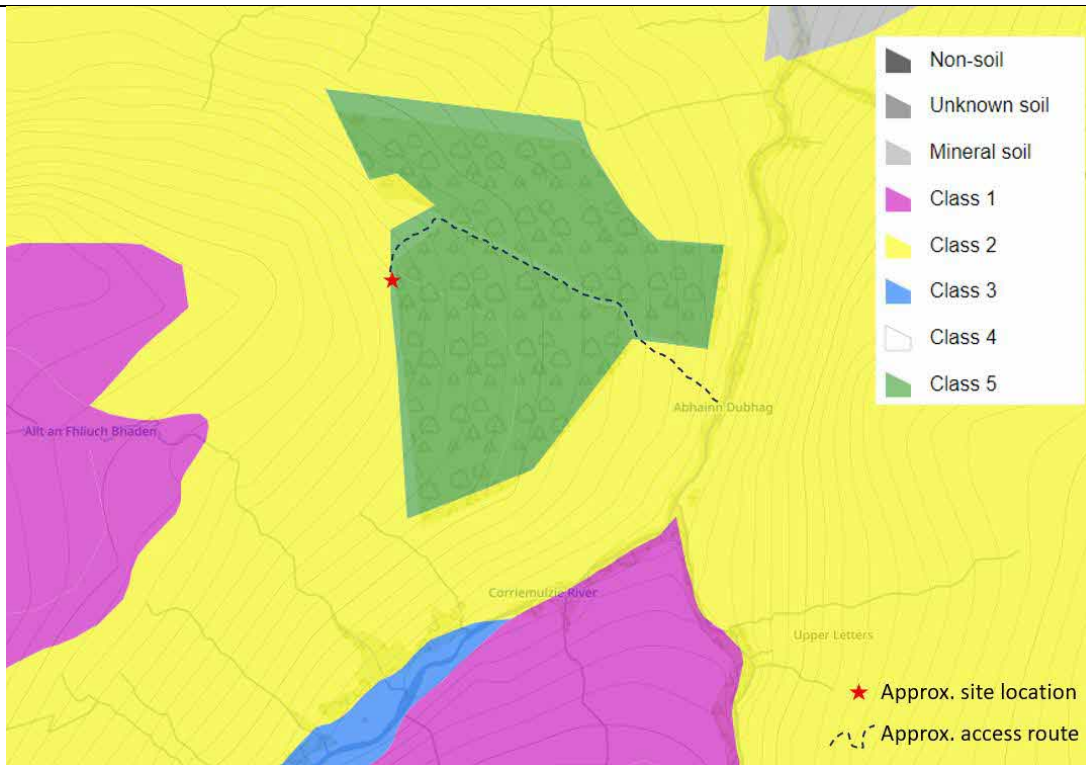 Non-soil
Unknown soil
Mineral soil
Class 1
Class 2
Class 3
Class 4
Class 5
Abhainn Dubhag
Allt an Fhliuch Bhaden
Corriemulzie River
Upper Letters
Approx. site location
Approx. access route